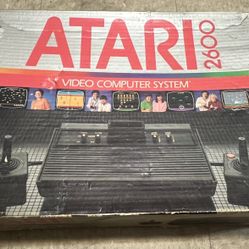 ATARI
2600
VIDEO COMPUTER SYSTEM